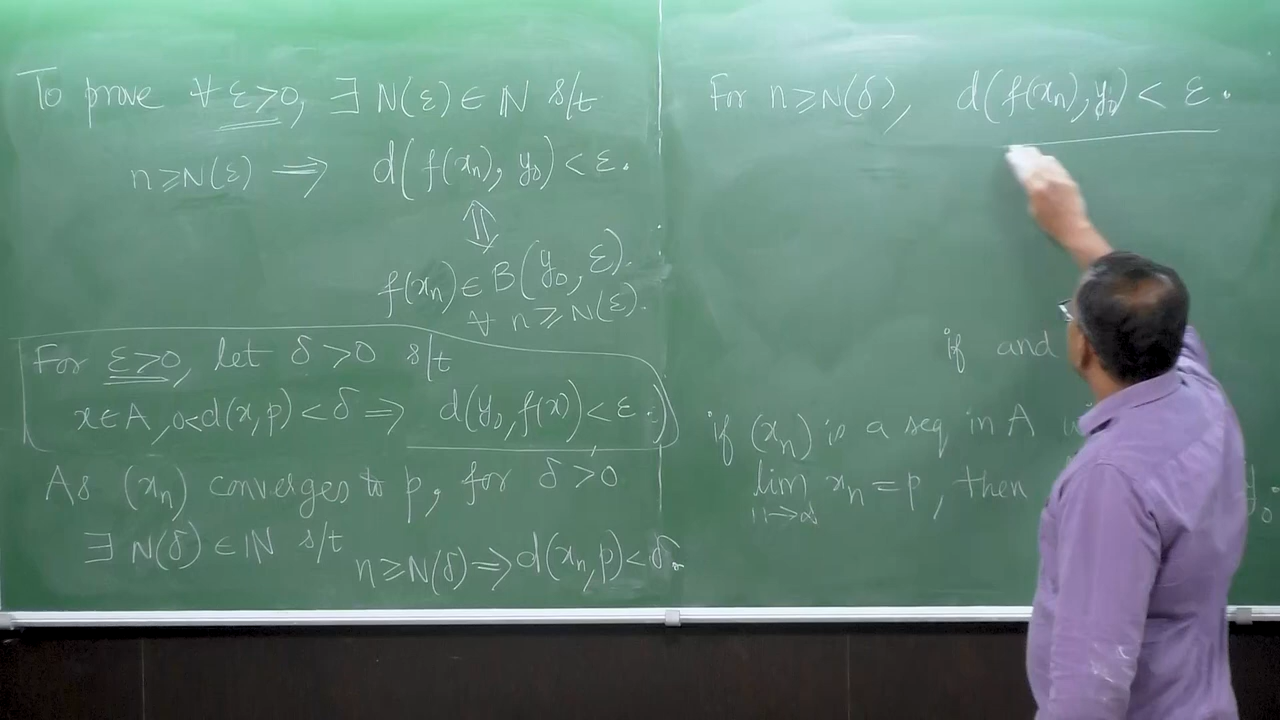 To prove ∀ ε>0, ∃ N(ε) ∈ ℕ s/t
n ≥ N(ε) ⟹ d(f(xₙ), y₀) < ε.
⇕
f(xₙ) ∈ B(y₀, ε).
∀ n ≥ N(ε).
For ε>0, let δ>0 s/t
x∈A, 0<d(x,p)<δ ⟹ d(y₀, f(x)) < ε.
As (xₙ) converges to p, for δ>0
∃ N(δ) ∈ ℕ s/t
n ≥ N(δ) ⟹ d(xₙ, p) < δ.
For n ≥ N(δ), d(f(xₙ), y₀) < ε.
if and
if (xₙ) is a seq in A
lim xₙ = p, then y₀.
n→∞